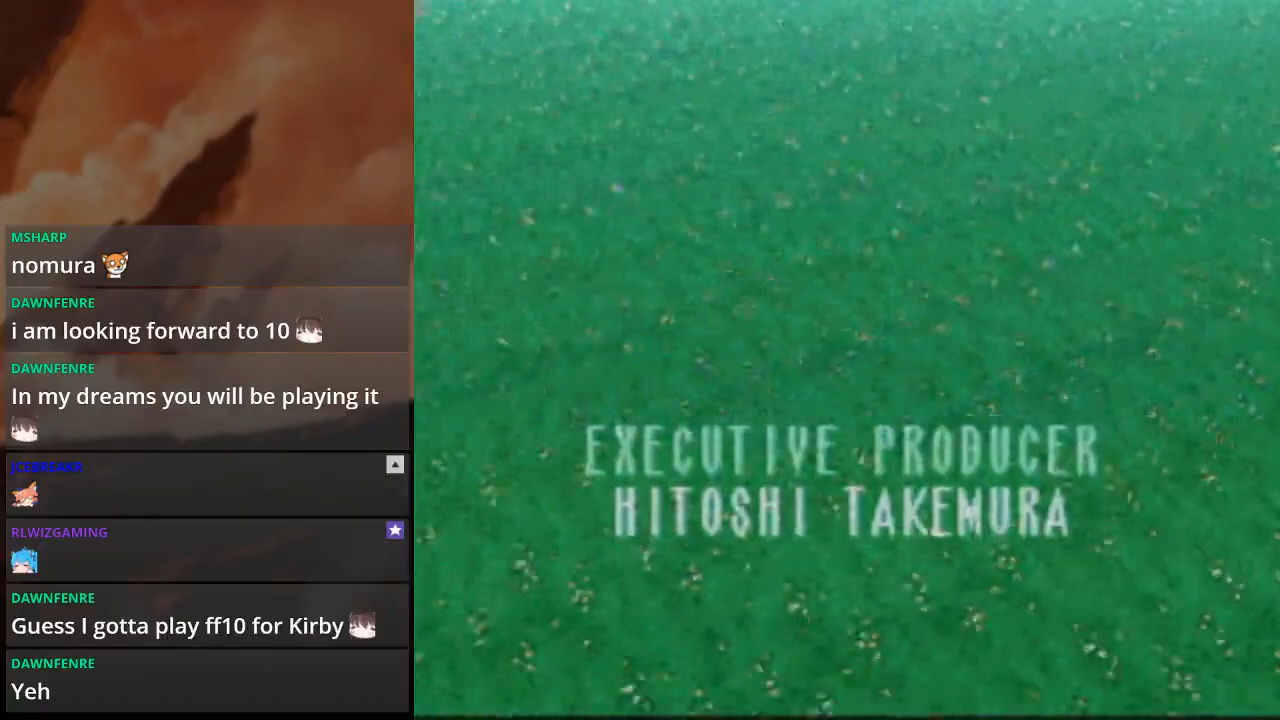 MSHARP
nomura
DAWNFENRE
i am looking forward to 10
DAWNFENRE
In my dreams you will be playing it
ICEBREAKR
RLWIZGAMING
DAWNFENRE
Guess I gotta play ff10 for Kirby
DAWNFENRE
Yeh
EXECUTIVE PRODUCER
HITOSHI TAKEMURA